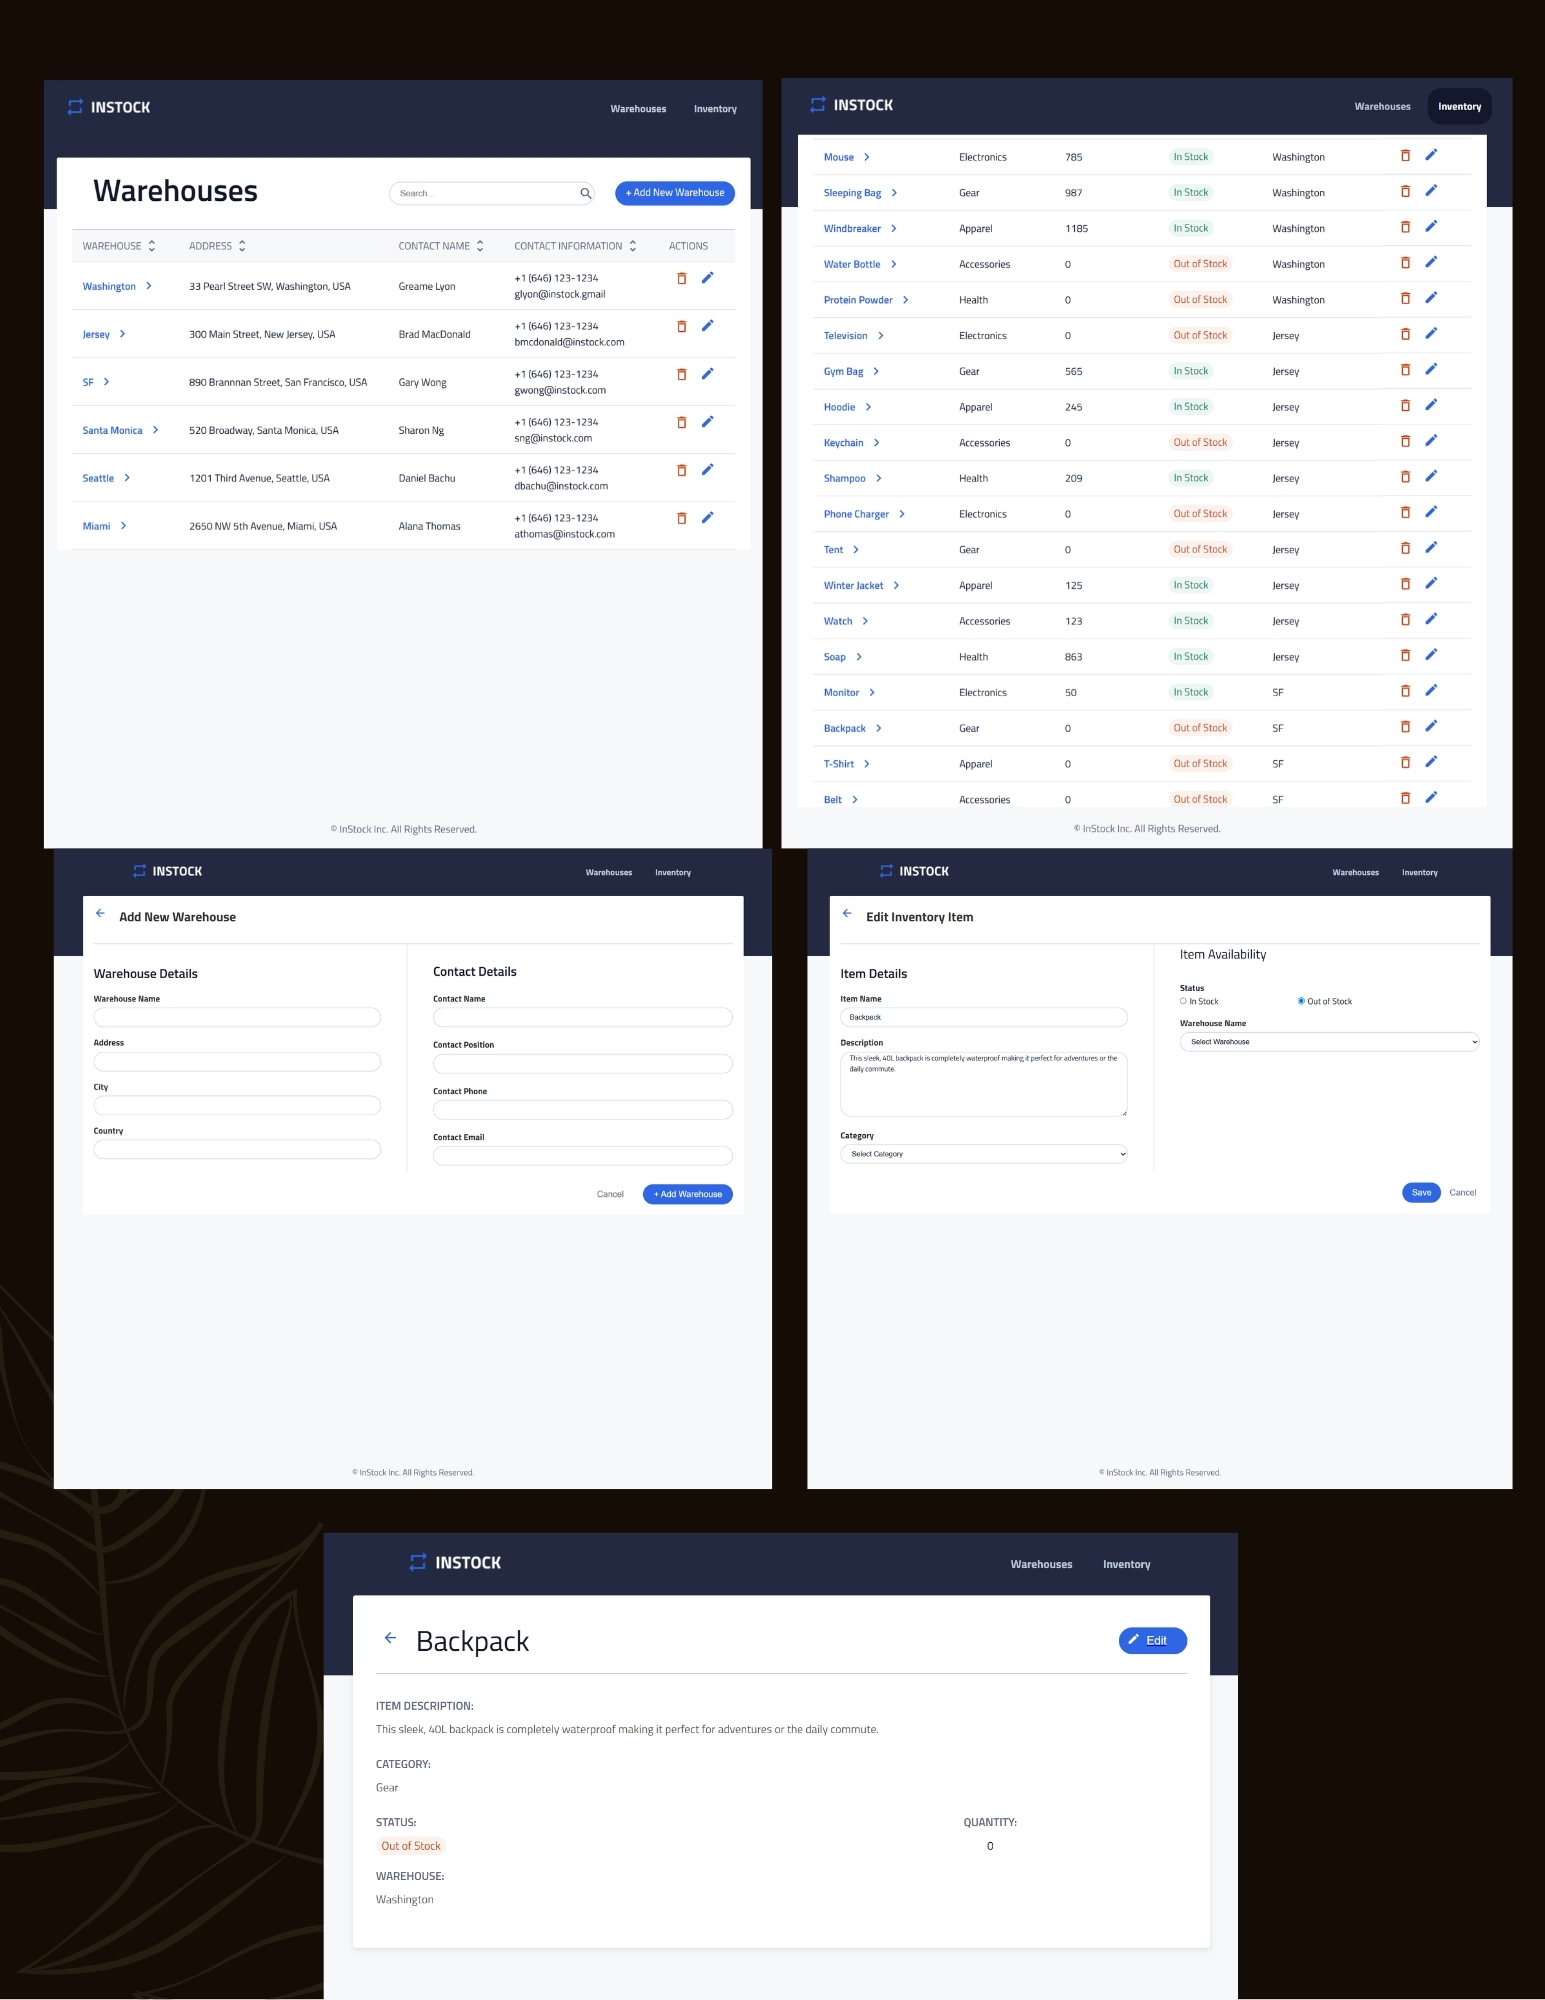 INSTOCK
Warehouses Inventory
Warehouses
Search...
+ Add New Warehouse
WAREHOUSE ADDRESS CONTACT NAME CONTACT INFORMATION ACTIONS
Washington 33 Pearl Street SW, Washington, USA Greame Lyon +1 (646) 123-1234
glyon@instock.gmail
Jersey 300 Main Street, New Jersey, USA Brad MacDonald +1 (646) 123-1234
bmcdonald@instock.com
SF 890 Brannnan Street, San Francisco, USA Gary Wong +1 (646) 123-1234
gwong@instock.com
Santa Monica 520 Broadway, Santa Monica, USA Sharon Ng +1 (646) 123-1234
sng@instock.com
Seattle 1201 Third Avenue, Seattle, USA Daniel Bachu +1 (646) 123-1234
dbachu@instock.com
Miami 2650 NW 5th Avenue, Miami, USA Alana Thomas +1 (646) 123-1234
athomas@instock.com
© InStock Inc. All Rights Reserved.
INSTOCK
Warehouses Inventory
Mouse Electronics 785 In Stock Washington
Sleeping Bag Gear 987 In Stock Washington
Windbreaker Apparel 1185 In Stock Washington
Water Bottle Accessories 0 Out of Stock Washington
Protein Powder Health 0 Out of Stock Washington
Television Electronics 0 Out of Stock Jersey
Gym Bag Gear 565 In Stock Jersey
Hoodie Apparel 245 In Stock Jersey
Keychain Accessories 0 Out of Stock Jersey
Shampoo Health 209 In Stock Jersey
Phone Charger Electronics 0 Out of Stock Jersey
Tent Gear 0 Out of Stock Jersey
Winter Jacket Apparel 125 In Stock Jersey
Watch Accessories 123 In Stock Jersey
Soap Health 863 In Stock Jersey
Monitor Electronics 50 In Stock SF
Backpack Gear 0 Out of Stock SF
T-Shirt Apparel 0 Out of Stock SF
Belt Accessories 0 Out of Stock SF
© InStock Inc. All Rights Reserved.
INSTOCK
Warehouses Inventory
Add New Warehouse
Warehouse Details
Warehouse Name
Address
City
Country
Contact Details
Contact Name
Contact Position
Contact Phone
Contact Email
Cancel + Add Warehouse
© InStock Inc. All Rights Reserved.
INSTOCK
Warehouses Inventory
Edit Inventory Item
Item Details
Item Name
Backpack
Description
This sleek, 40L backpack is completely waterproof making it perfect for adventures or the
daily commute.
Category
Select Category
Item Availability
Status
In Stock Out of Stock
Warehouse Name
Select Warehouse
Save Cancel
© InStock Inc. All Rights Reserved.
INSTOCK
Warehouses Inventory
Backpack
Edit
ITEM DESCRIPTION:
This sleek, 40L backpack is completely waterproof making it perfect for adventures or the daily commute.
CATEGORY:
Gear
STATUS: QUANTITY:
Out of Stock 0
WAREHOUSE:
Washington